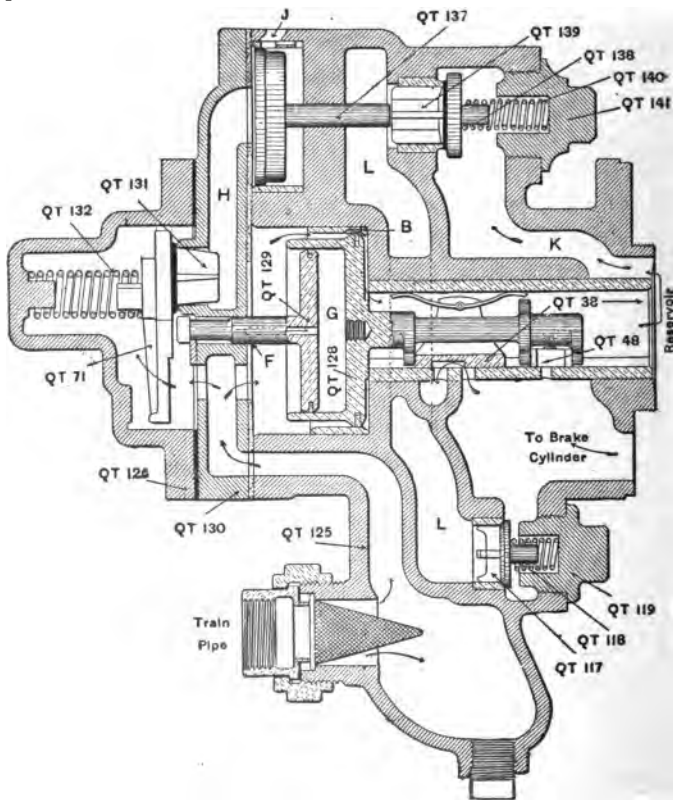 J
QT 137
QT 139
QT 138
QT 140
QT 141
L
H
QT 131
QT 132
B
K
QT 129
G
QT 38
Reservoir
QT 128
F
QT 48
QT 71
To Brake
Cylinder
QT 126
QT 130
L
QT 125
QT 119
QT 118
QT 117
Train
Pipe